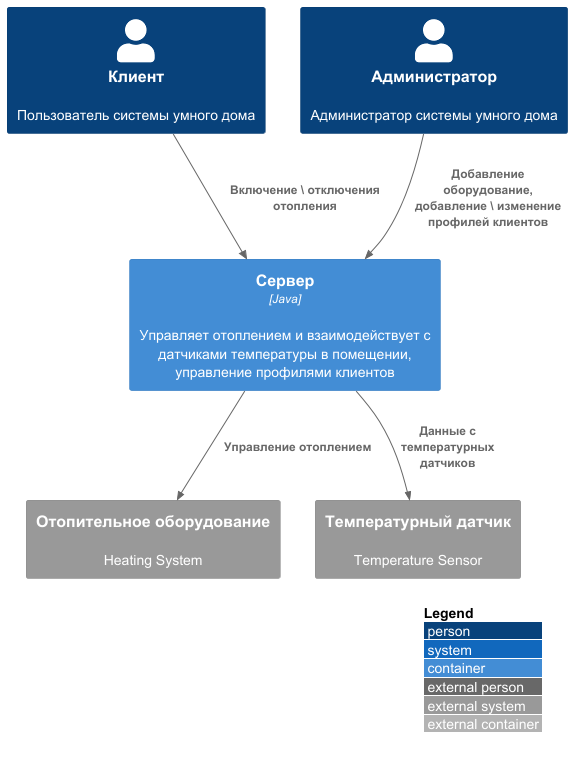 Клиент
Пользователь системы умного дома
Администратор
Администратор системы умного дома
Включение \ отключения
отопления
Добавление
оборудование,
добавление \ изменение
профилей клиентов
Сервер
[Java]
Управляет отоплением и взаимодействует с
датчиками температуры в помещении,
управление профилями клиентов
Управление отоплением
Данные с
температурных
датчиков
Отопительное оборудование
Heating System
Температурный датчик
Temperature Sensor
Legend
person
system
container
external person
external system
external container